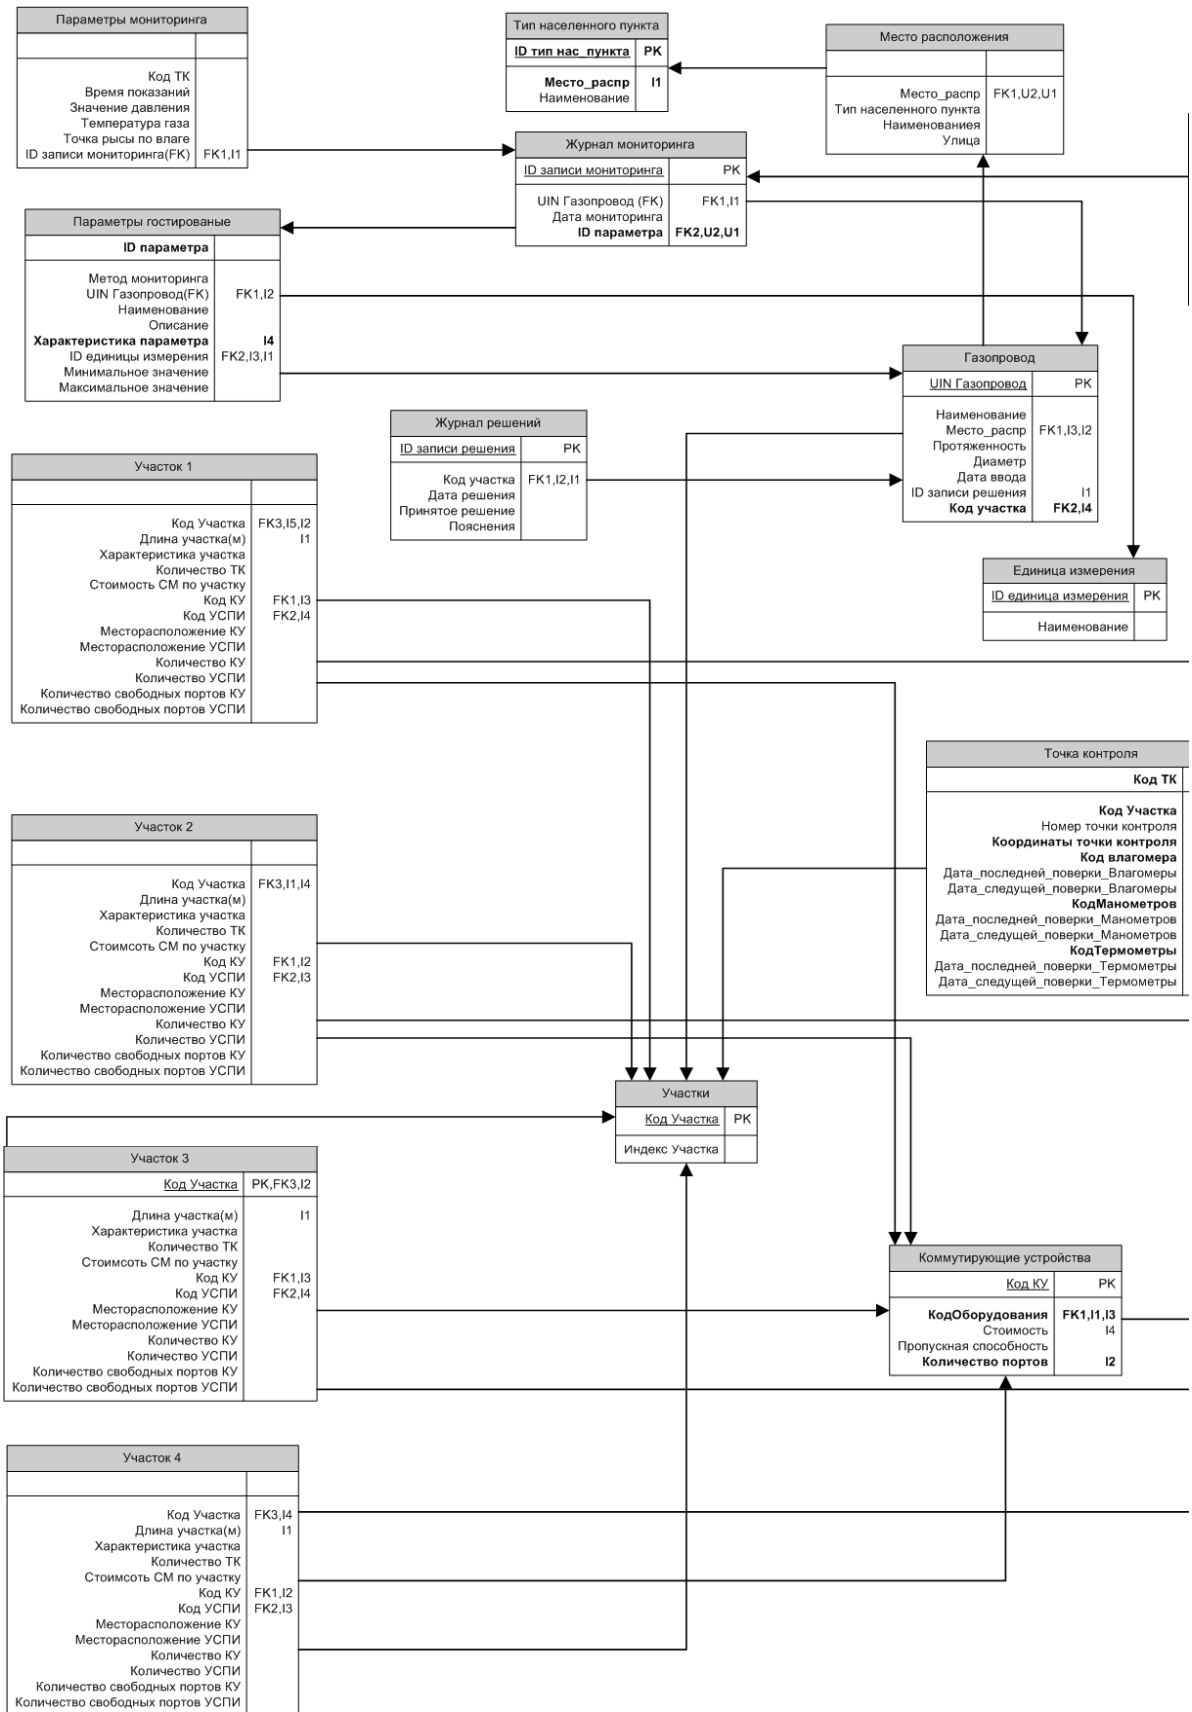 Параметры мониторинга
Код ТК
Время показаний
Значение давления
Температура газа
Точка рысы по влаге
ID записи мониторинга(FK) FK1,I1
Тип населенного пункта
ID тип нас_пункта PK
Место_распр I1
Наименование
Место расположения
Место_распр FK1,U2,U1
Тип населенного пункта
Наименованиея
Улица
Журнал мониторинга
ID записи мониторинга PK
UIN Газопровод (FK) FK1,I1
Дата мониторинга
ID параметра FK2,U2,U1
Параметры гостированые
ID параметра
Метод мониторинга
UIN Газопровод(FK) FK1,I2
Наименование
Описание
Характеристика параметра I4
ID единицы измерения FK2,I3,I1
Минимальное значение
Максимальное значение
Газопровод
UIN Газопровод PK
Наименование
Место_распр FK1,I3,I2
Протяженность
Диаметр
Дата ввода
ID записи решения I1
Код участка FK2,I4
Журнал решений
ID записи решения PK
Код участка FK1,I2,I1
Дата решения
Принятое решение
Пояснения
Участок 1
Код Участка FK3,I5,I2
Длина участка(м) I1
Характеристика участка
Количество ТК
Стоимость СМ по участку
Код КУ FK1,I3
Код УСПИ FK2,I4
Месторасположение КУ
Месторасположение УСПИ
Количество КУ
Количество УСПИ
Количество свободных портов КУ
Количество свободных портов УСПИ
Единица измерения
ID единица измерения PK
Наименование
Точка контроля
Код ТК
Код Участка
Номер точки контроля
Координаты точки контроля
Код влагомера
Дата_последней_поверки_Влагомеры
Дата_следущей_поверки_Влагомеры
КодМанометров
Дата_последней_поверки_Манометров
Дата_следущей_поверки_Манометров
КодТермометры
Дата_последней_поверки_Термометры
Дата_следущей_поверки_Термометры
Участок 2
Код Участка FK3,I1,I4
Длина участка(м)
Характеристика участка
Количество ТК
Стоимсоть СМ по участку
Код КУ FK1,I2
Код УСПИ FK2,I3
Месторасположение КУ
Месторасположение УСПИ
Количество КУ
Количество УСПИ
Количество свободных портов КУ
Количество свободных портов УСПИ
Участки
Код Участка PK
Индекс Участка
Участок 3
Код Участка PK,FK3,I2
Длина участка(м) I1
Характеристика участка
Количество ТК
Стоимсоть СМ по участку
Код КУ FK1,I3
Код УСПИ FK2,I4
Месторасположение КУ
Месторасположение УСПИ
Количество КУ
Количество УСПИ
Количество свободных портов КУ
Количество свободных портов УСПИ
Коммутирующие устройства
Код КУ PK
КодОборудования FK1,I1,I3
Стоимость I4
Пропускная способность
Количество портов I2
Участок 4
Код Участка FK3,I4
Длина участка(м) I1
Характеристика участка
Количество ТК
Стоимсоть СМ по участку
Код КУ FK1,I2
Код УСПИ FK2,I3
Месторасположение КУ
Месторасположение УСПИ
Количество КУ
Количество УСПИ
Количество свободных портов КУ
Количество свободных портов УСПИ